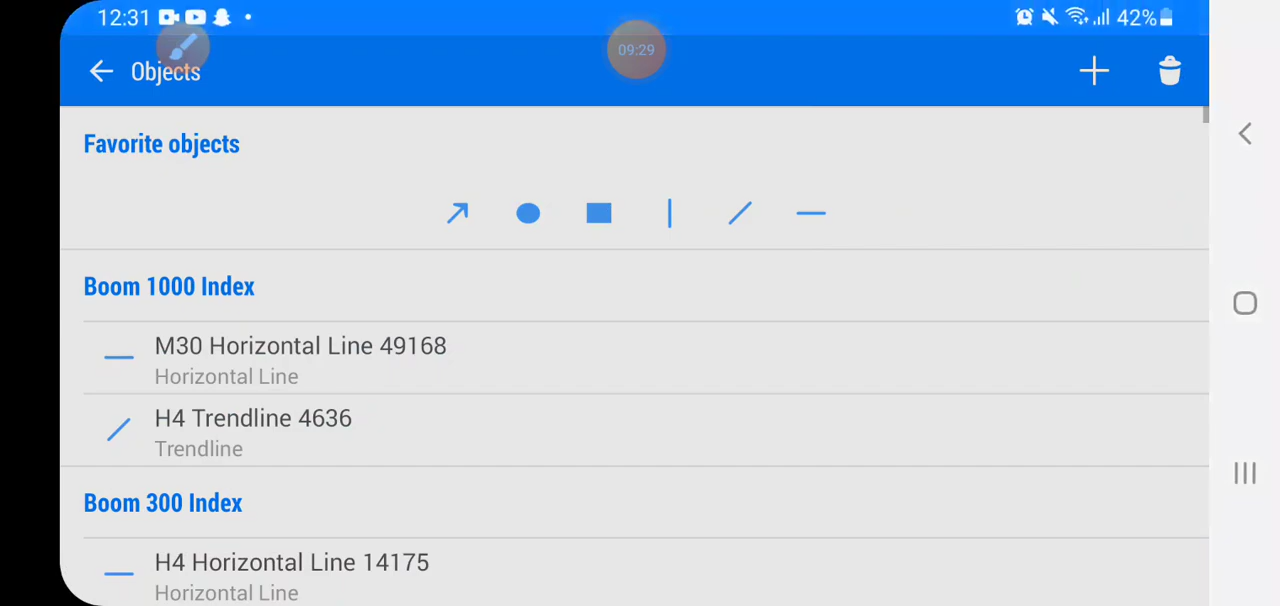 12:31
42%
09:29
Objects
Favorite objects
Boom 1000 Index
M30 Horizontal Line 49168
Horizontal Line
H4 Trendline 4636
Trendline
Boom 300 Index
H4 Horizontal Line 14175
Horizontal Line